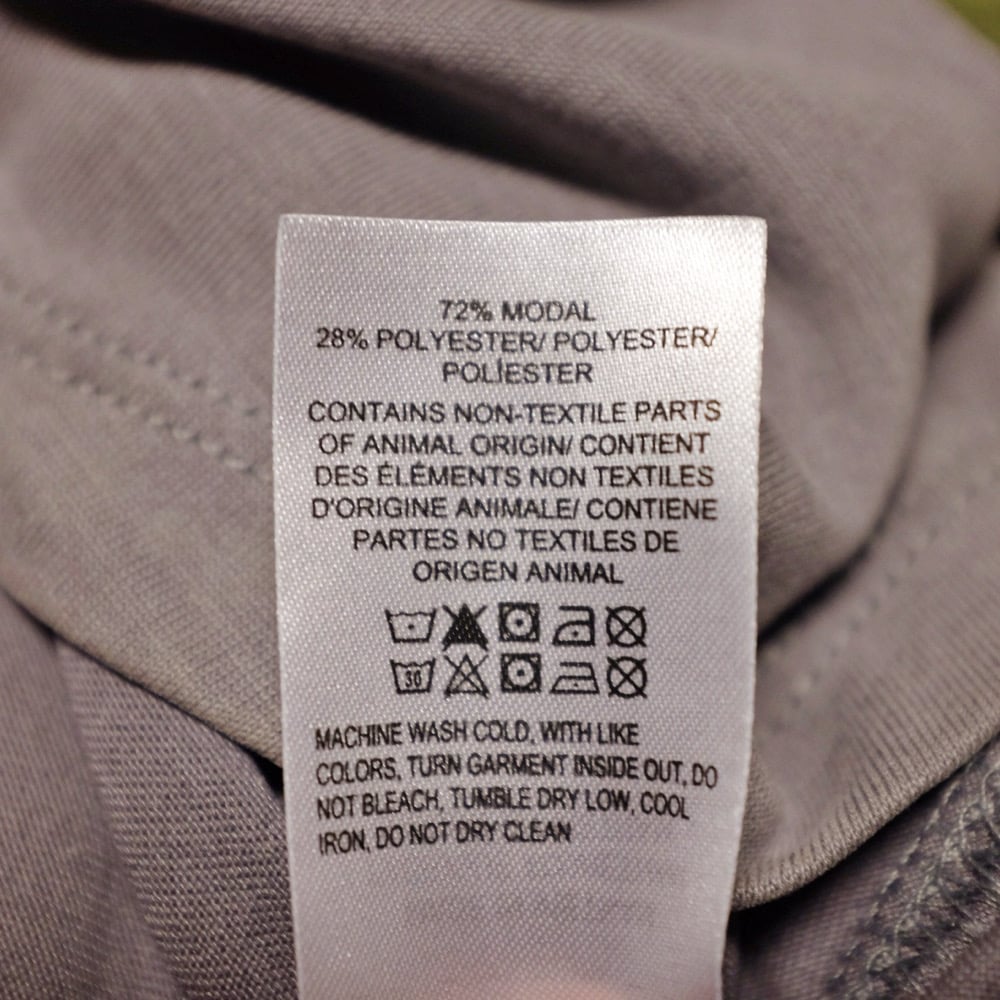 72% MODAL
28% POLYESTER/ POLYESTER/
POLÍESTER
CONTAINS NON-TEXTILE PARTS
OF ANIMAL ORIGIN/ CONTIENT
DES ÉLÉMENTS NON TEXTILES
D'ORIGINE ANIMALE/ CONTIENE
PARTES NO TEXTILES DE
ORIGEN ANIMAL
30
MACHINE WASH COLD, WITH LIKE
COLORS, TURN GARMENT INSIDE OUT, DO
NOT BLEACH, TUMBLE DRY LOW, COOL
IRON, DO NOT DRY CLEAN